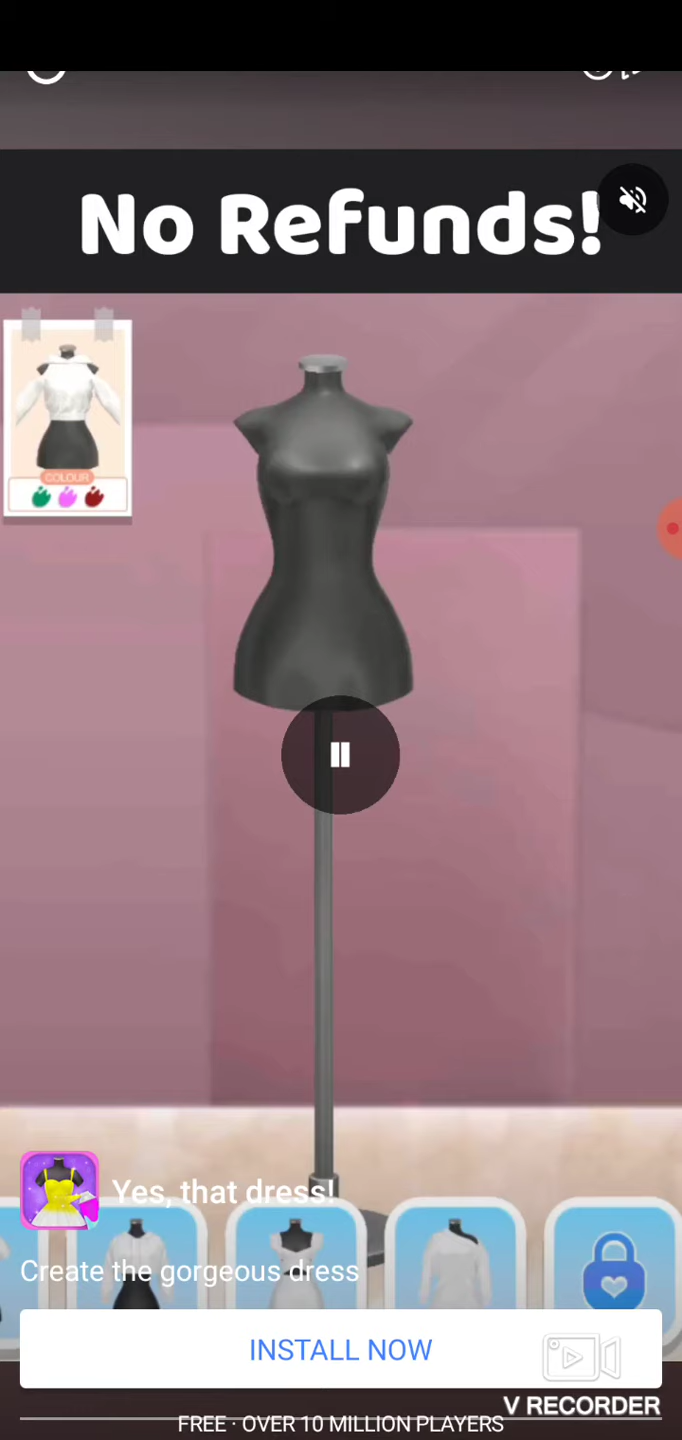 No Refunds!
COLOUR
Yes, that dress!
Create the gorgeous dress
INSTALL NOW
V RECORDER
FREE · OVER 10 MILLION PLAYERS